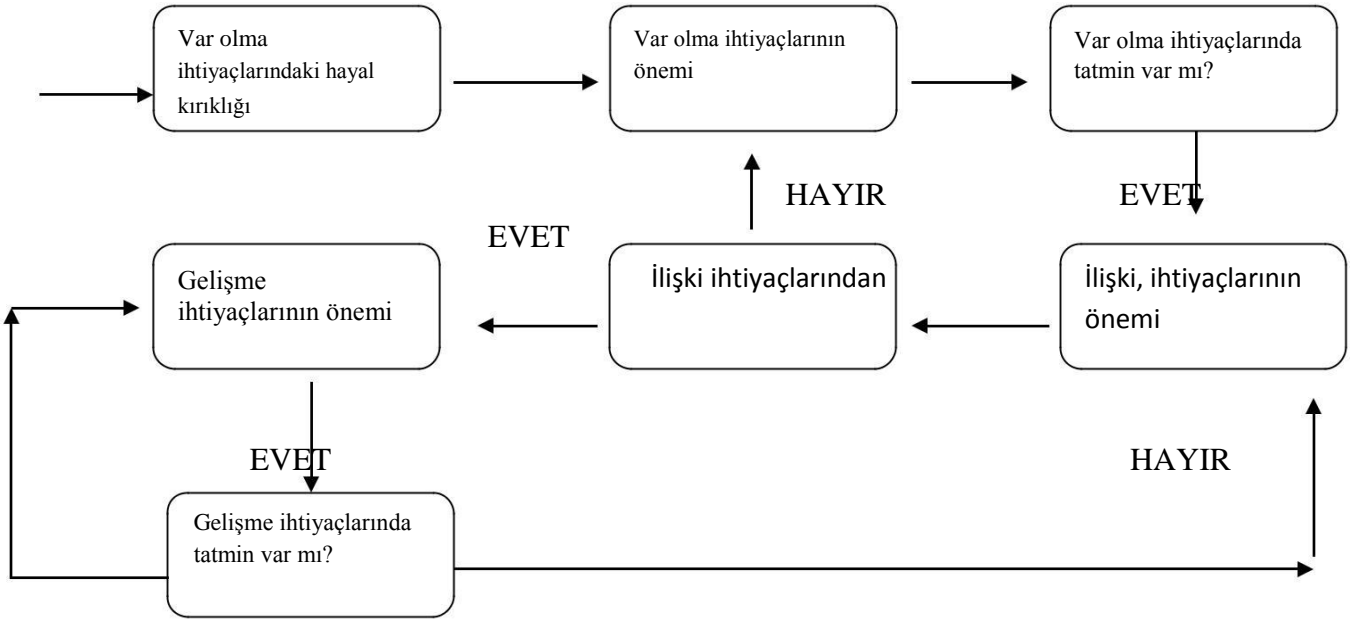 Var olma
ihtiyaçlarındaki hayal
kırıklığı
Var olma ihtiyaçlarının
önemi
Var olma ihtiyaçlarında
tatmin var mı?
HAYIR
EVET
EVET
Gelişme
ihtiyaçlarının önemi
İlişki ihtiyaçlarından
İlişki, ihtiyaçlarının
önemi
EVET
HAYIR
Gelişme ihtiyaçlarında
tatmin var mı?